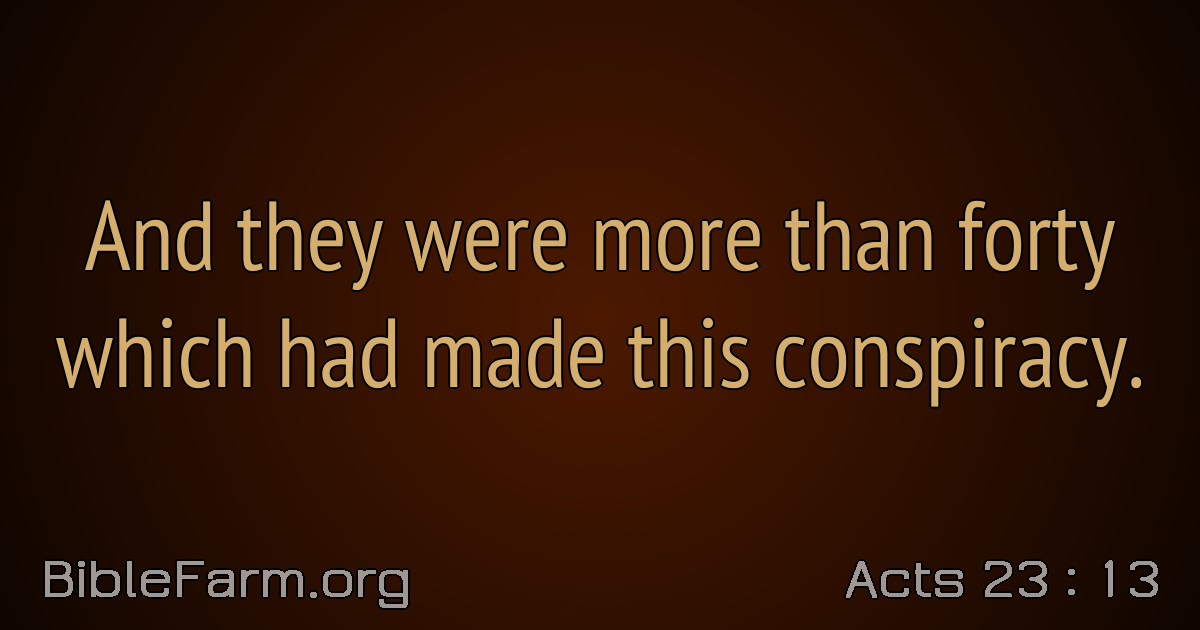 And they were more than forty
which had made this conspiracy.
BibleFarm.org
Acts 23 : 13